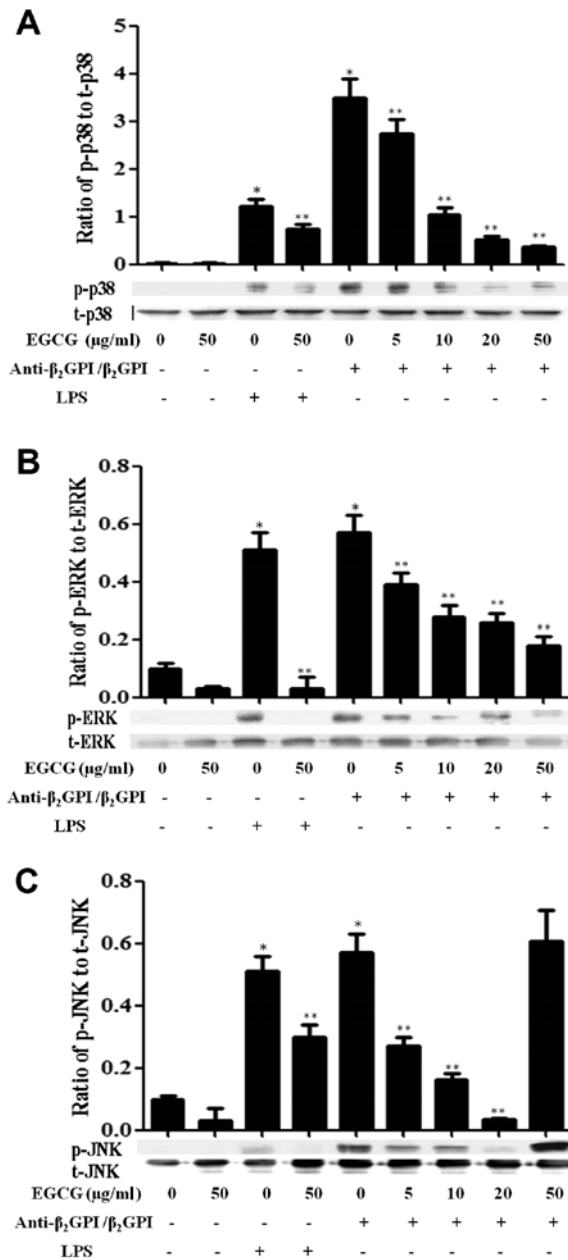 A
Ratio of p-p38 to t-p38
5
4
3
2
1
0
* ** * ** ** ** **
p-p38
t-p38
EGCG (μg/ml) 0 50 0 50 0 5 10 20 50
Anti-β₂GPI/β₂GPI - - - - + + + + +
LPS - - + + - - - - -
B
Ratio of p-ERK to t-ERK
0.8
0.6
0.4
0.2
0.0
* ** * ** ** ** **
p-ERK
t-ERK
EGCG (μg/ml) 0 50 0 50 0 5 10 20 50
Anti-β₂GPI/β₂GPI - - - - + + + + +
LPS - - + + - - - - -
C
Ratio of p-JNK to t-JNK
0.8
0.6
0.4
0.2
0.0
* ** * ** ** **
p-JNK
t-JNK
EGCG (μg/ml) 0 50 0 50 0 5 10 20 50
Anti-β₂GPI/β₂GPI - - - - + + + + +
LPS - - + + - - - - -